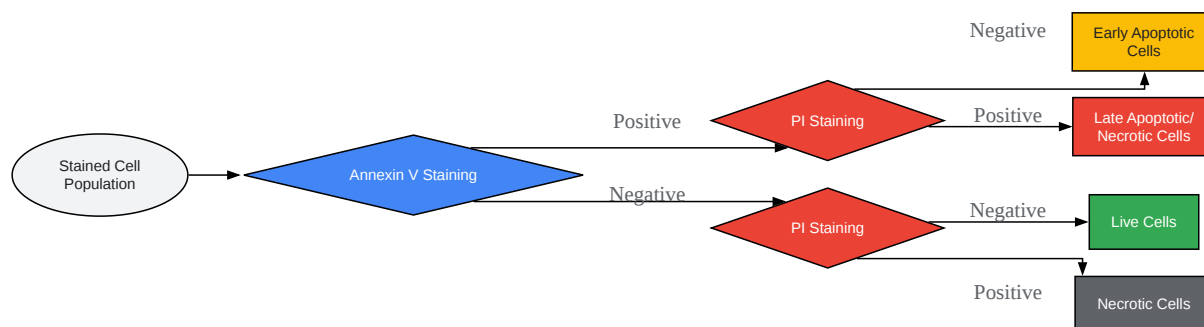 Stained Cell
Population
Annexin V Staining
Positive
Negative
PI Staining
PI Staining
Negative
Positive
Negative
Positive
Early Apoptotic
Cells
Late Apoptotic/
Necrotic Cells
Live Cells
Necrotic Cells